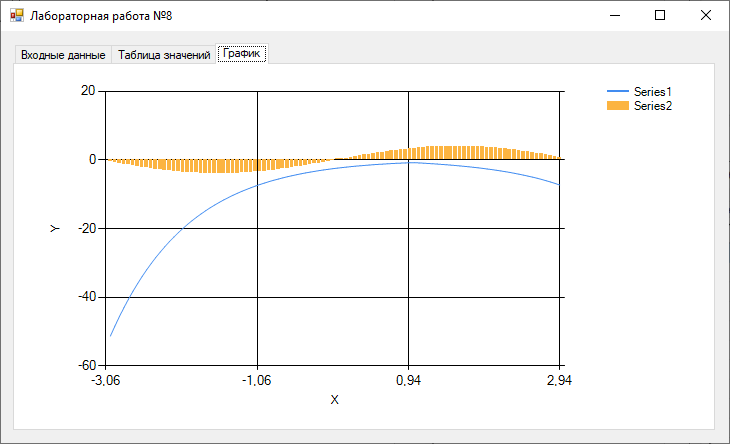 Лабораторная работа №8
Входные данные Таблица значений График
Series1
Series2
20
0
-20
-40
-60
Y
-3,06 -1,06 0,94 2,94
X